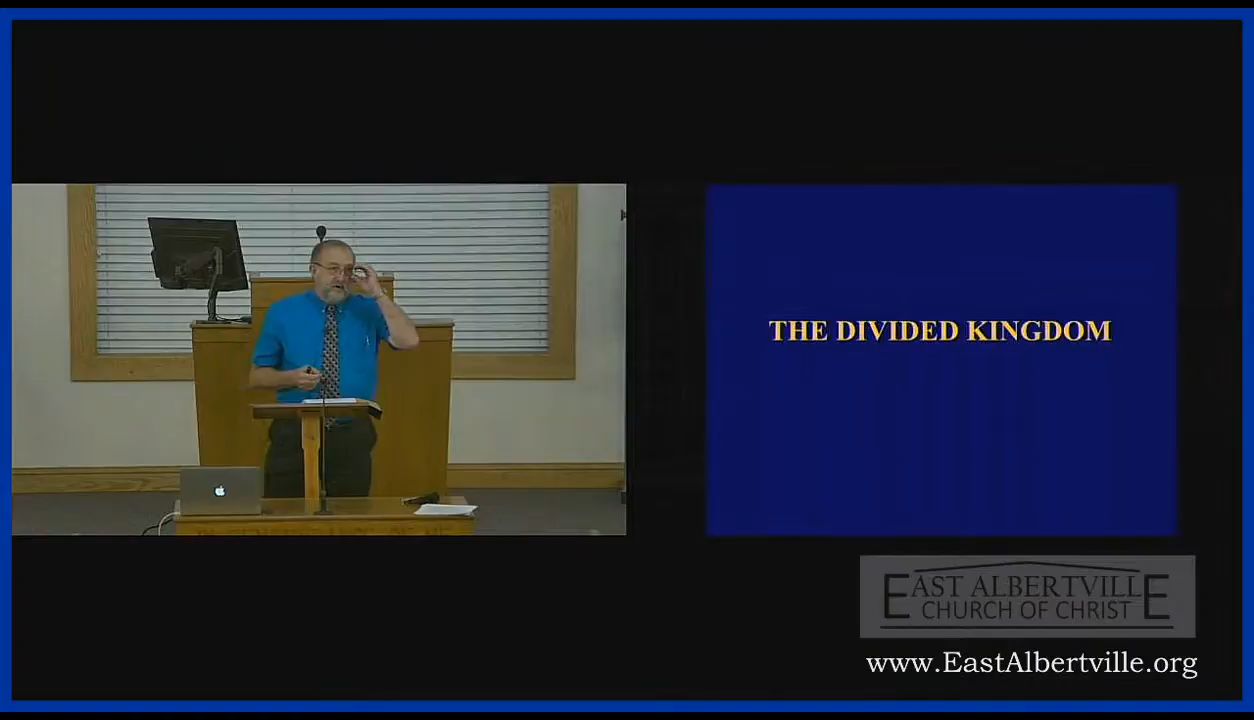 THE DIVIDED KINGDOM
EAST ALBERTVILLE
CHURCH OF CHRIST
www.EastAlbertville.org